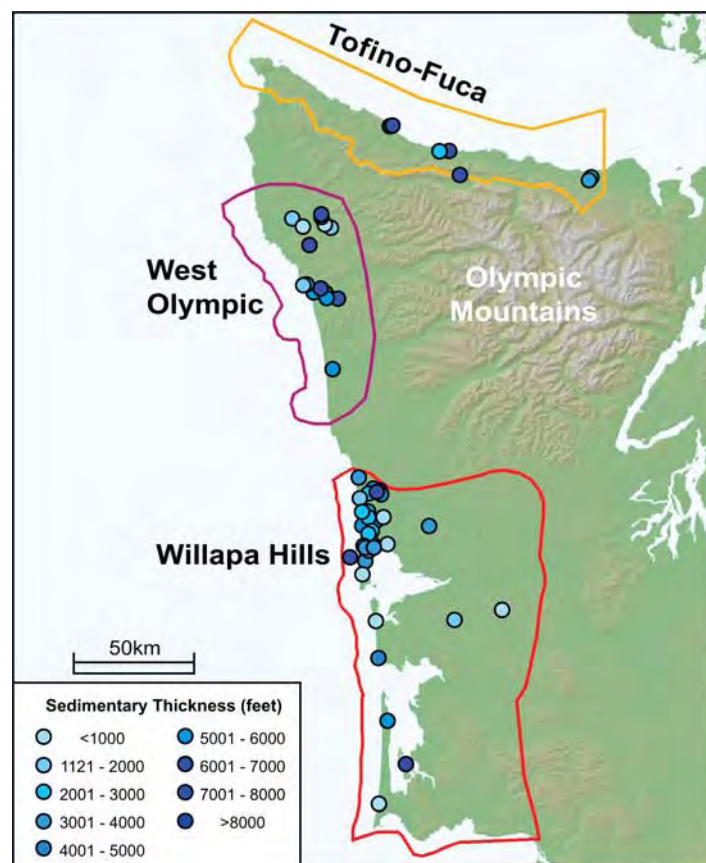 Tofino-Fuca
West
Olympic
Olympic
Mountains
Willapa Hills
50km
Sedimentary Thickness (feet)
<1000
5001 - 6000
1121 - 2000
6001 - 7000
2001 - 3000
7001 - 8000
3001 - 4000
>8000
4001 - 5000